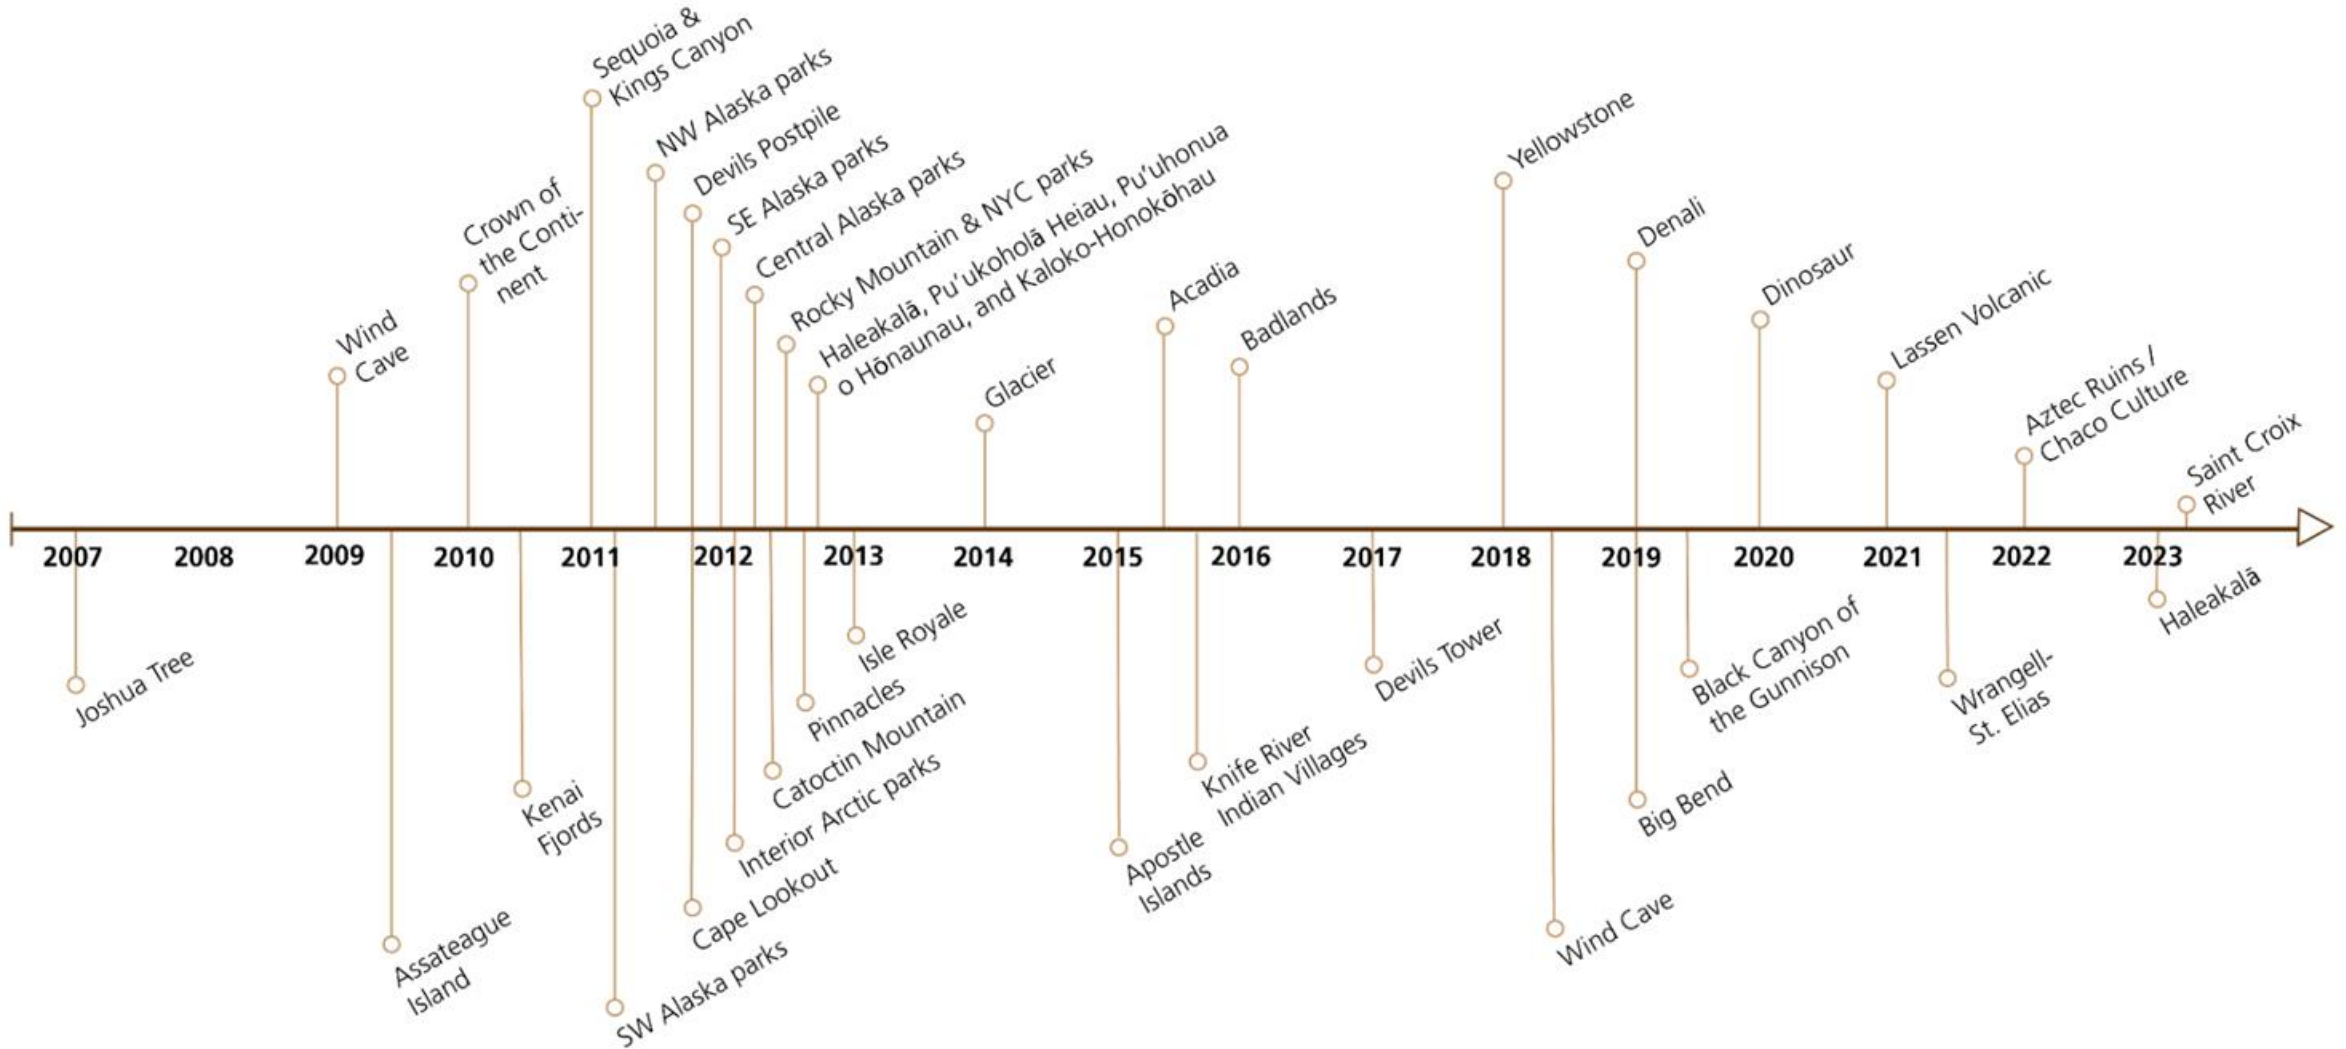 Sequoia &
Kings Canyon
NW Alaska parks
Devils Postpile
SE Alaska parks
Central Alaska parks
Rocky Mountain & NYC parks
Haleakalā, Pu'ukoholā Heiau, Pu'uhonua
o Hōnaunau, and Kaloko-Honokōhau
Crown of
the Conti-
nent
Wind
Cave
Glacier
Acadia
Badlands
Yellowstone
Denali
Dinosaur
Lassen Volcanic
Aztec Ruins /
Chaco Culture
Saint Croix
River
2007 2008 2009 2010 2011 2012 2013 2014 2015 2016 2017 2018 2019 2020 2021 2022 2023
Joshua Tree
Assateague
Island
Kenai
Fjords
SW Alaska parks
Cape Lookout
Interior Arctic parks
Catoctin Mountain
Pinnacles
Isle Royale
Apostle
Islands
Knife River
Indian Villages
Devils Tower
Wind Cave
Big Bend
Black Canyon of
the Gunnison
Wrangell-
St. Elias
Haleakalā